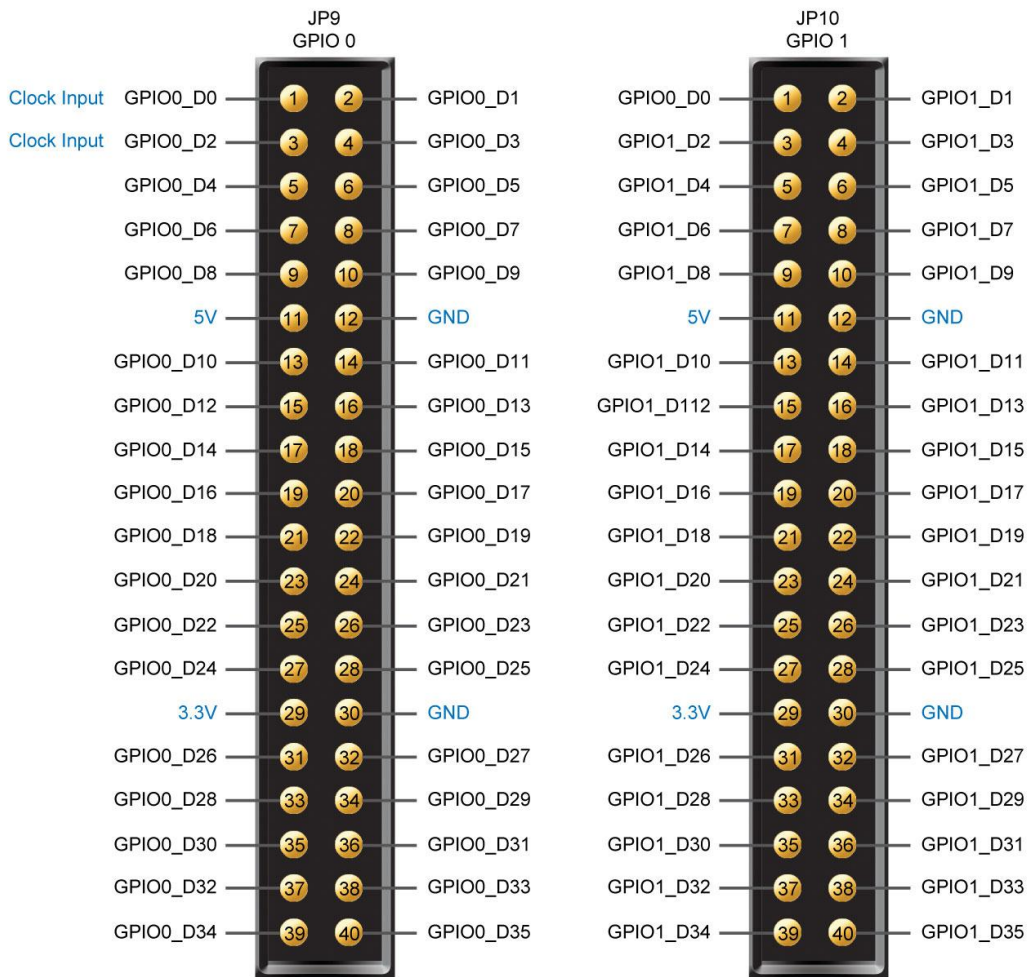 JP9 JP10
GPIO 0 GPIO 1
Clock Input GPIO0_D0 1 2 GPIO0_D1 GPIO0_D0 1 2 GPIO1_D1
Clock Input GPIO0_D2 3 4 GPIO0_D3 GPIO1_D2 3 4 GPIO1_D3
GPIO0_D4 5 6 GPIO0_D5 GPIO1_D4 5 6 GPIO1_D5
GPIO0_D6 7 8 GPIO0_D7 GPIO1_D6 7 8 GPIO1_D7
GPIO0_D8 9 10 GPIO0_D9 GPIO1_D8 9 10 GPIO1_D9
5V 11 12 GND 5V 11 12 GND
GPIO0_D10 13 14 GPIO0_D11 GPIO1_D10 13 14 GPIO1_D11
GPIO0_D12 15 16 GPIO0_D13 GPIO1_D112 15 16 GPIO1_D13
GPIO0_D14 17 18 GPIO0_D15 GPIO1_D14 17 18 GPIO1_D15
GPIO0_D16 19 20 GPIO0_D17 GPIO1_D16 19 20 GPIO1_D17
GPIO0_D18 21 22 GPIO0_D19 GPIO1_D18 21 22 GPIO1_D19
GPIO0_D20 23 24 GPIO0_D21 GPIO1_D20 23 24 GPIO1_D21
GPIO0_D22 25 26 GPIO0_D23 GPIO1_D22 25 26 GPIO1_D23
GPIO0_D24 27 28 GPIO0_D25 GPIO1_D24 27 28 GPIO1_D25
3.3V 29 30 GND 3.3V 29 30 GND
GPIO0_D26 31 32 GPIO0_D27 GPIO1_D26 31 32 GPIO1_D27
GPIO0_D28 33 34 GPIO0_D29 GPIO1_D28 33 34 GPIO1_D29
GPIO0_D30 35 36 GPIO0_D31 GPIO1_D30 35 36 GPIO1_D31
GPIO0_D32 37 38 GPIO0_D33 GPIO1_D32 37 38 GPIO1_D33
GPIO0_D34 39 40 GPIO0_D35 GPIO1_D34 39 40 GPIO1_D35